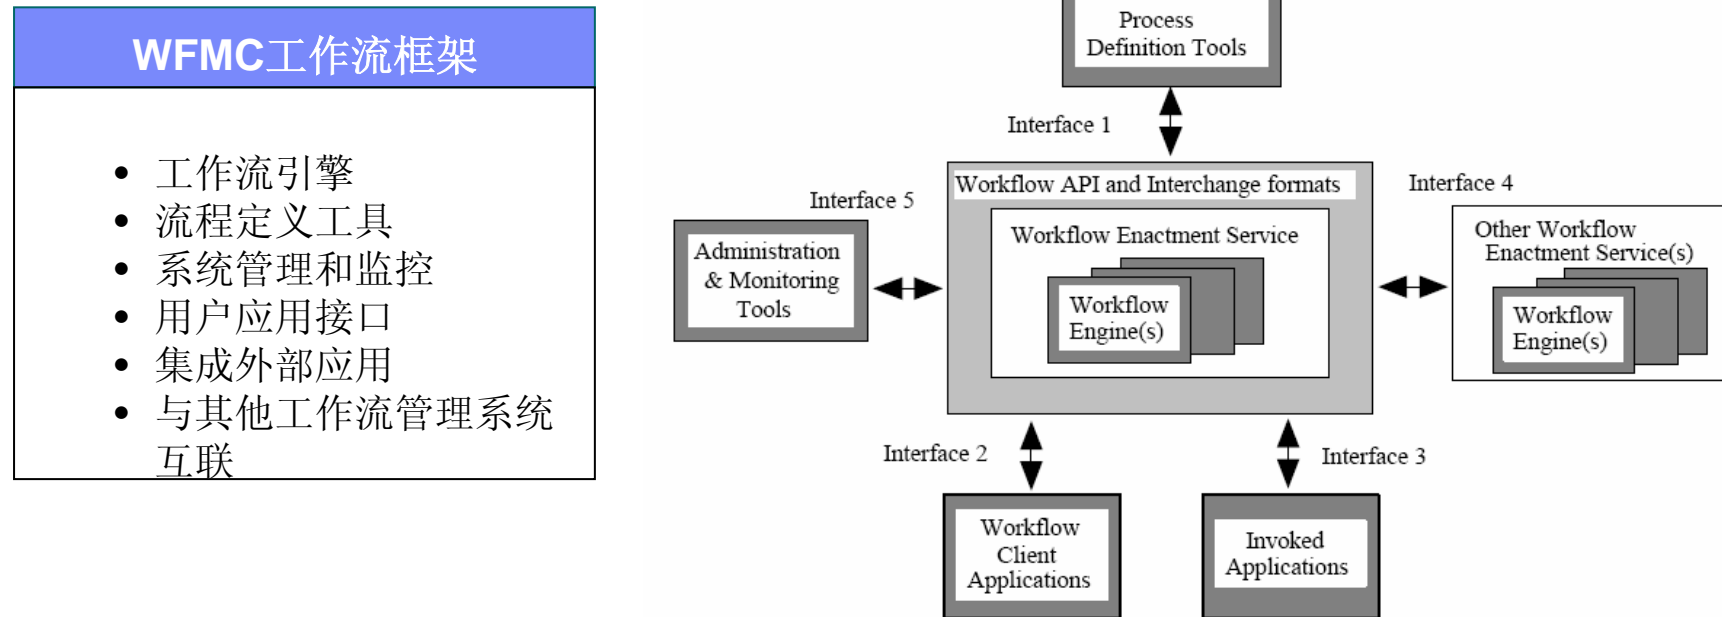 WFMC工作流框架
• 工作流引擎
• 流程定义工具
• 系统管理和监控
• 用户应用接口
• 集成外部应用
• 与其他工作流管理系统
互联
Process
Definition Tools
Interface 1
Workflow API and Interchange formats
Interface 4
Interface 5
Workflow Enactment Service
Workflow
Engine(s)
Administration
& Monitoring
Tools
Other Workflow
Enactment Service(s)
Workflow
Engine(s)
Interface 2
Interface 3
Workflow
Client
Applications
Invoked
Applications